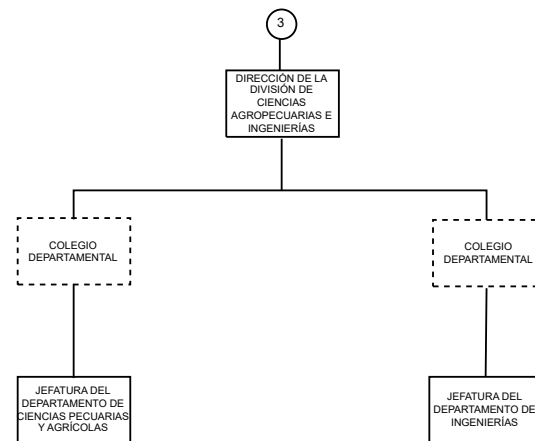 3
DIRECCIÓN DE LA
DIVISIÓN DE
CIENCIAS
AGROPECUARIAS E
INGENIERÍAS
COLEGIO
DEPARTAMENTAL
COLEGIO
DEPARTAMENTAL
JEFATURA DEL
DEPARTAMENTO DE
CIENCIAS PECUARIAS
Y AGRÍCOLAS
JEFATURA DEL
DEPARTAMENTO DE
INGENIERÍAS